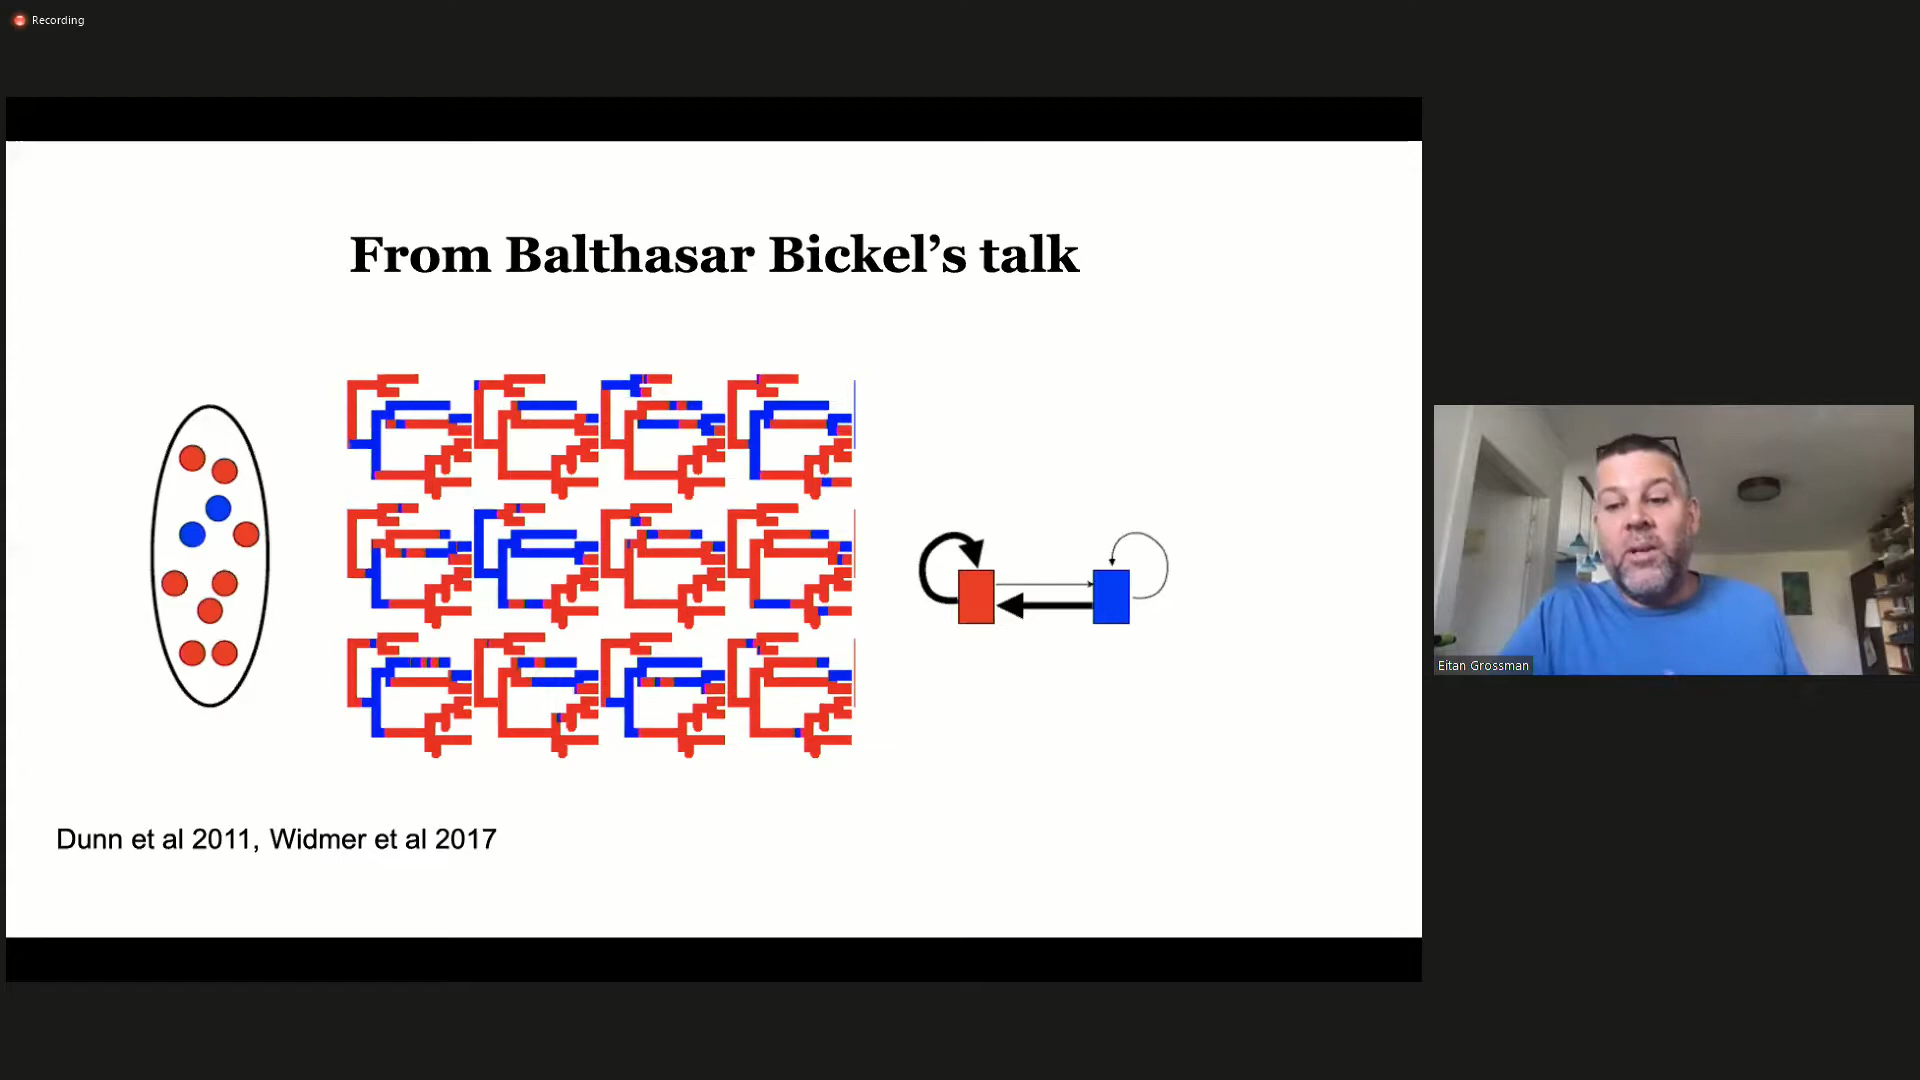 Recording
From Balthasar Bickel’s talk
Dunn et al 2011, Widmer et al 2017
Eitan Grossman